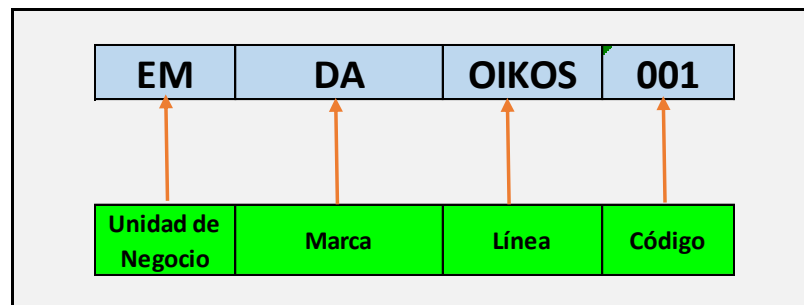 EM DA OIKOS 001
Unidad de
Negocio
Marca
Línea
Código